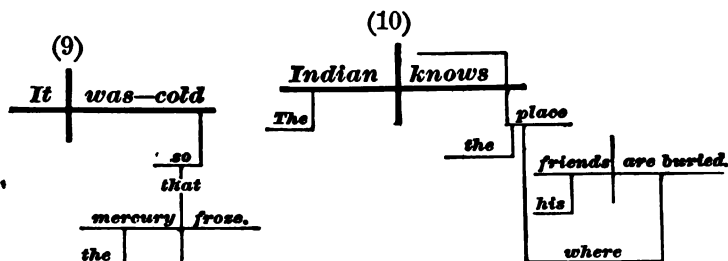 (9)
It was—cold
so
that
mercury froze.
the
(10)
Indian knows
The
place
the
friends are buried.
his
where